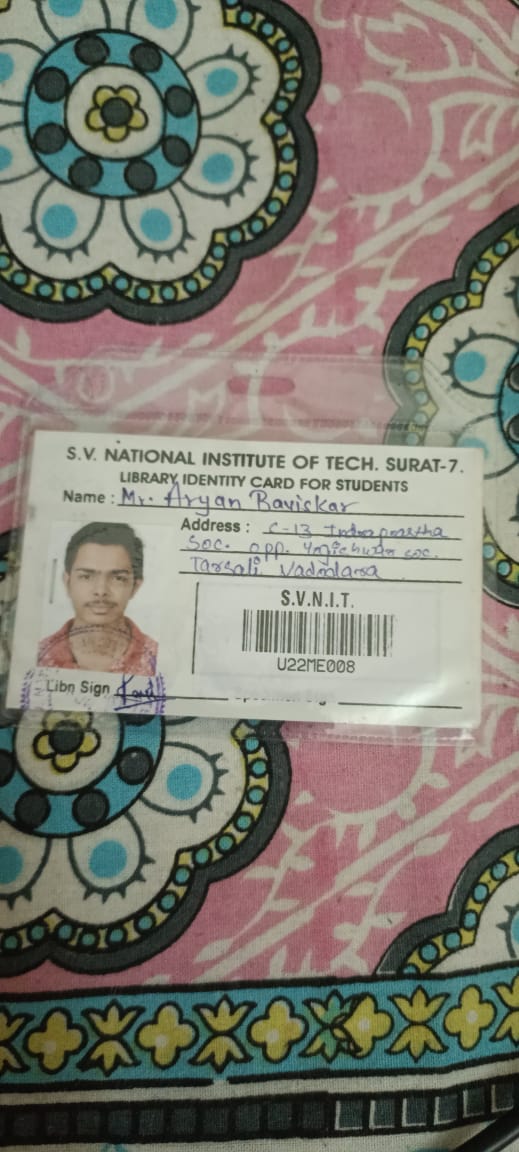 S.V. NATIONAL INSTITUTE OF TECH. SURAT-7.
LIBRARY IDENTITY CARD FOR STUDENTS
Name : Mr. Aryan Baviskar
Address : C-13 Indraprastha
Soc. opp. soc.
Tarsali, Vadodara
S.V.N.I.T.
U22ME008
Libn Sign
Specimen Sign